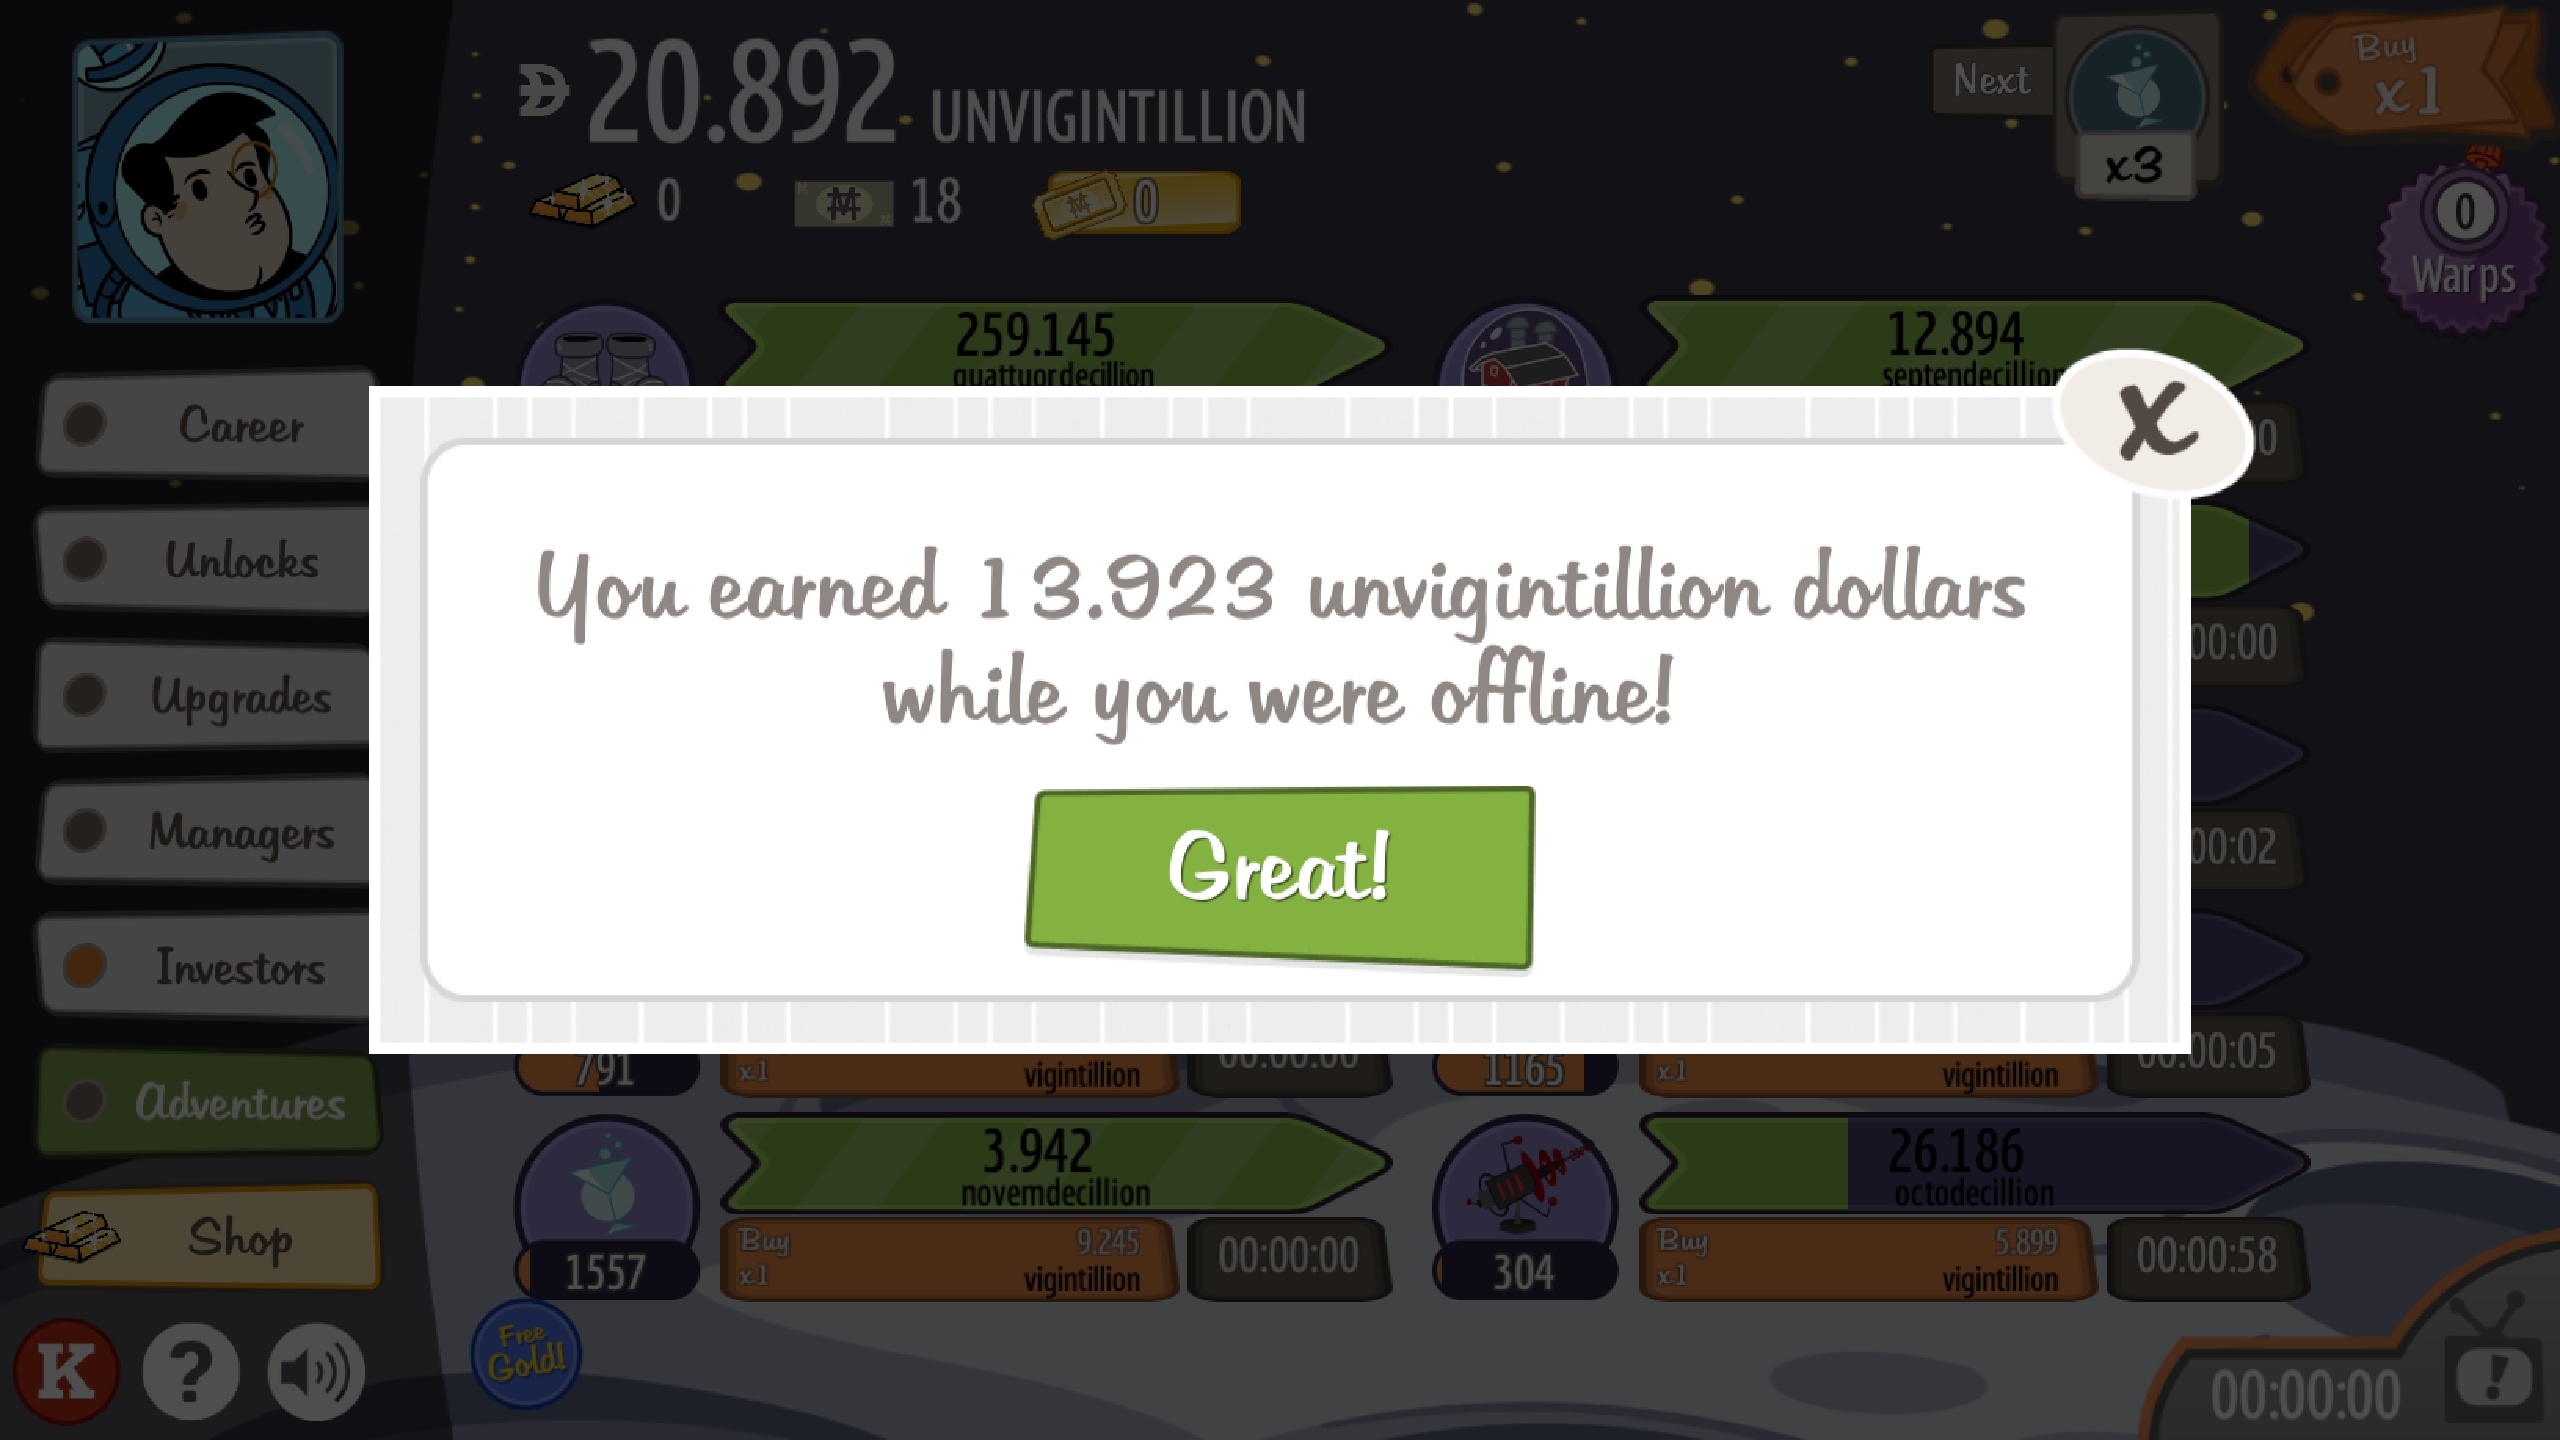 20.892 UNVIGINTILLION
0
18
0
Next
x3
Buy
x1
0
Warps
259.145
quattuordecillion
12.894
septendecillion
Career
Unlocks
Upgrades
Managers
Investors
Adventures
Shop
You earned 13.923 unvigintillion dollars
while you were offline!
Great!
X
00:00
00:02
791
x1
vigintillion
00:00:00
1165
x1
vigintillion
00:00:05
3.942
novemdecillion
1557
Buy
x1
9.245
vigintillion
00:00:00
26.186
octodecillion
304
Buy
x1
5.899
vigintillion
00:00:58
K
?
Free
Gold!
00:00:00
!